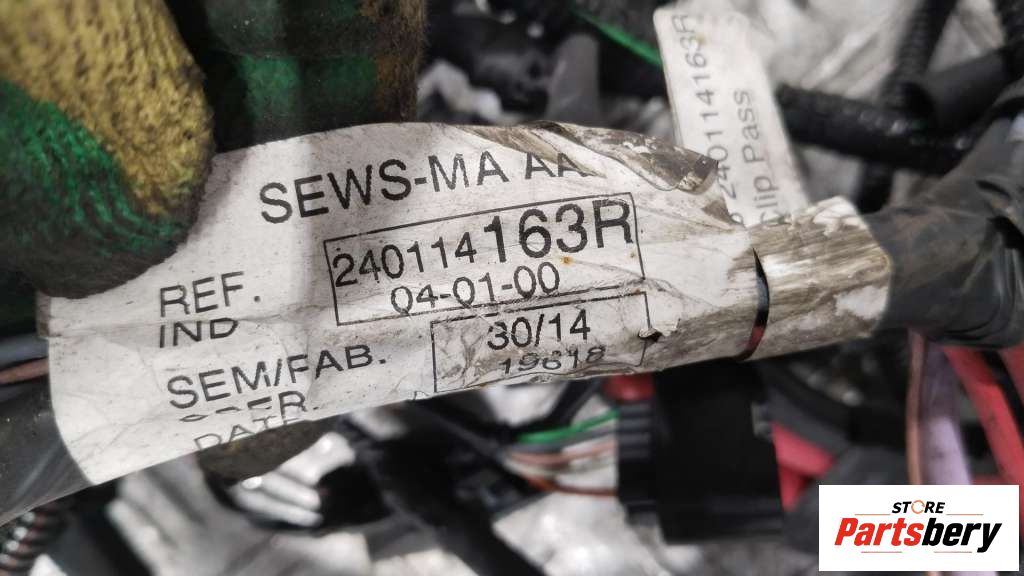 SEWS-MA AA
REF. 240114163R
IND 04-01-00
SEM/FAB. 30/14
19618
DATE
240114163R
Clip Pass
STORE
Partsbery